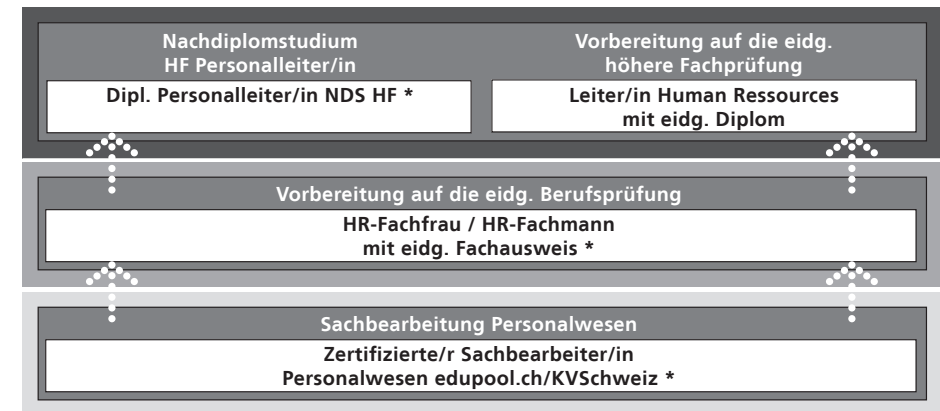 Nachdiplomstudium
HF Personalleiter/in
Dipl. Personalleiter/in NDS HF *
Vorbereitung auf die eidg.
höhere Fachprüfung
Leiter/in Human Ressources
mit eidg. Diplom
Vorbereitung auf die eidg. Berufsprüfung
HR-Fachfrau / HR-Fachmann
mit eidg. Fachausweis *
Sachbearbeitung Personalwesen
Zertifizierte/r Sachbearbeiter/in
Personalwesen edupool.ch/KVSchweiz *